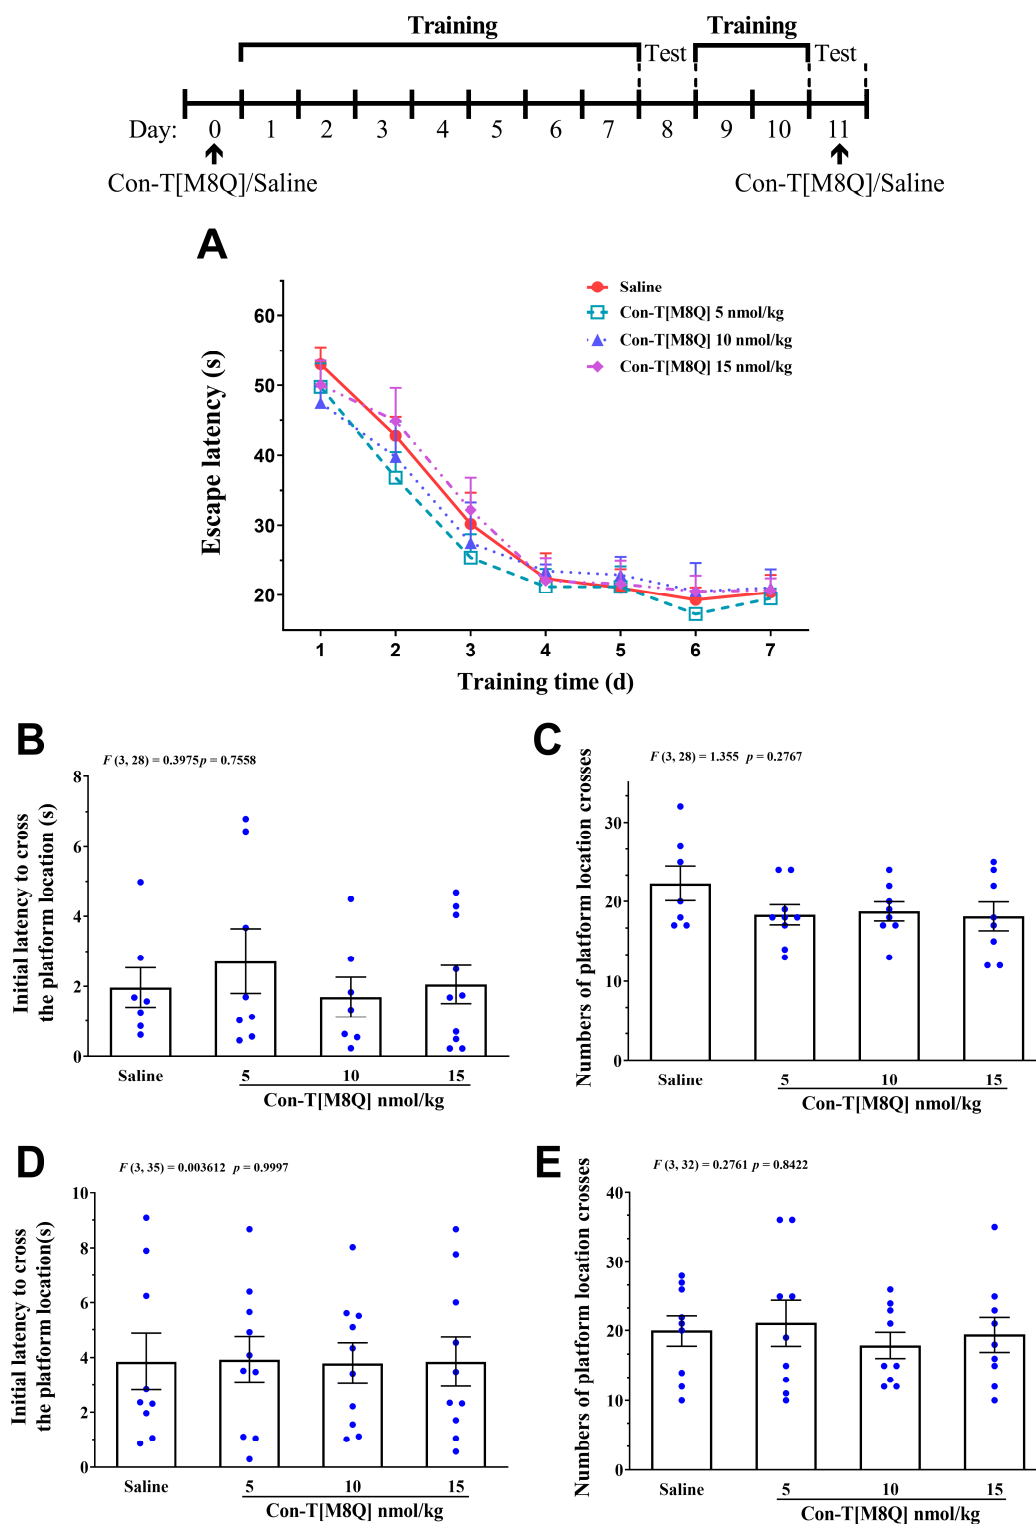 Training
Training
Test
Test
Day: 0 1 2 3 4 5 6 7 8 9 10 11
Con-T[M8Q]/Saline
Con-T[M8Q]/Saline
A
Saline
Con-T[M8Q] 5 nmol/kg
Con-T[M8Q] 10 nmol/kg
Con-T[M8Q] 15 nmol/kg
Escape latency (s)
60
50
40
30
20
1 2 3 4 5 6 7
Training time (d)
B
F (3, 28) = 0.3975 p = 0.7558
Initial latency to cross
the platform location (s)
8
6
4
2
0
Saline 5 10 15
Con-T[M8Q] nmol/kg
C
F (3, 28) = 1.355 p = 0.2767
Numbers of platform location crosses
30
20
10
0
Saline 5 10 15
Con-T[M8Q] nmol/kg
D
F (3, 35) = 0.003612 p = 0.9997
Initial latency to cross
the platform location(s)
10
8
6
4
2
0
Saline 5 10 15
Con-T[M8Q] nmol/kg
E
F (3, 32) = 0.2761 p = 0.8422
Numbers of platform location crosses
40
30
20
10
0
Saline 5 10 15
Con-T[M8Q] nmol/kg